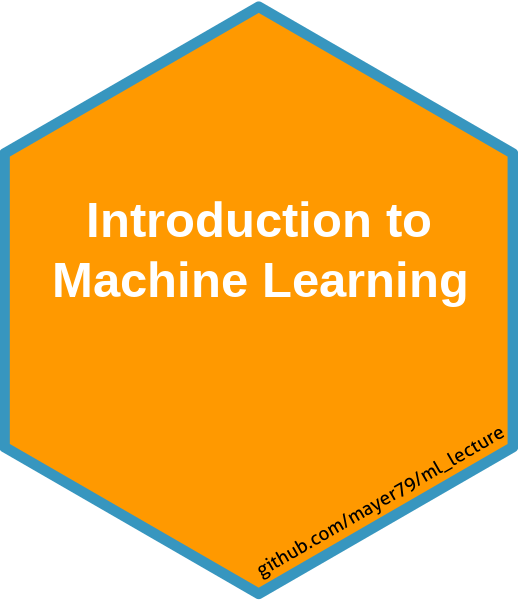 Introduction to
Machine Learning
github.com/mayer79/ml_lecture